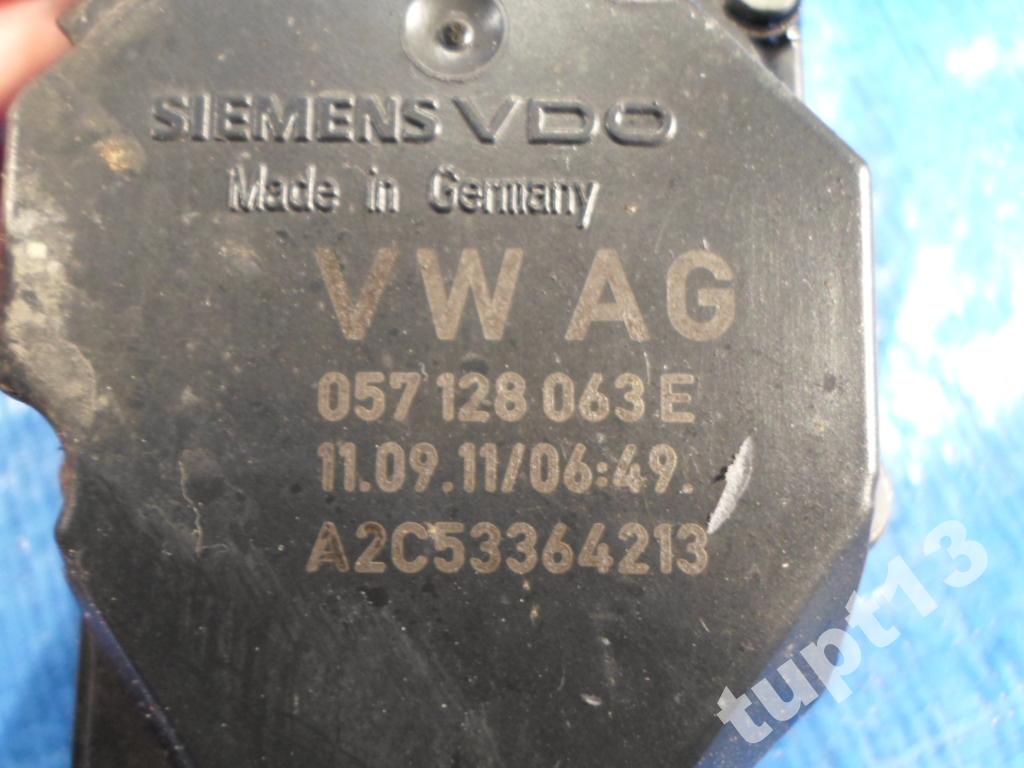 SIEMENS VDO
Made in Germany
VW AG
057 128 063 E
11.09.11/06:49.
A2C53364213
tupt13